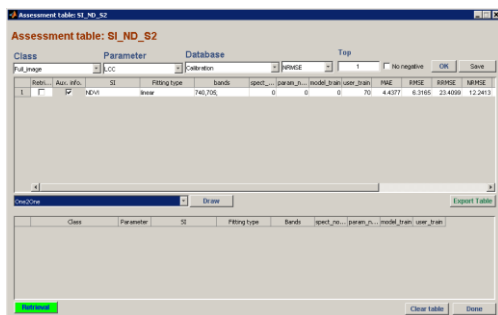 Assessment table: SI_ND_S2
Assessment table: SI_ND_S2
Class Parameter Database Top
Full_image LCC Calibration NRMSE 1 No negative OK Save
Retri... Aux. info. SI Fitting type bands spect_... param_n... model_train user_train MAE RMSE RRMSE NRMSE
1 NDVI linear 740,705, 0 0 0 70 4.4377 6.3165 23.4099 12.2413
One2One Draw Export Table
Class Parameter SI Fitting type Bands spect_no... param_n... model_train user_train
Retrieval Clear table Done